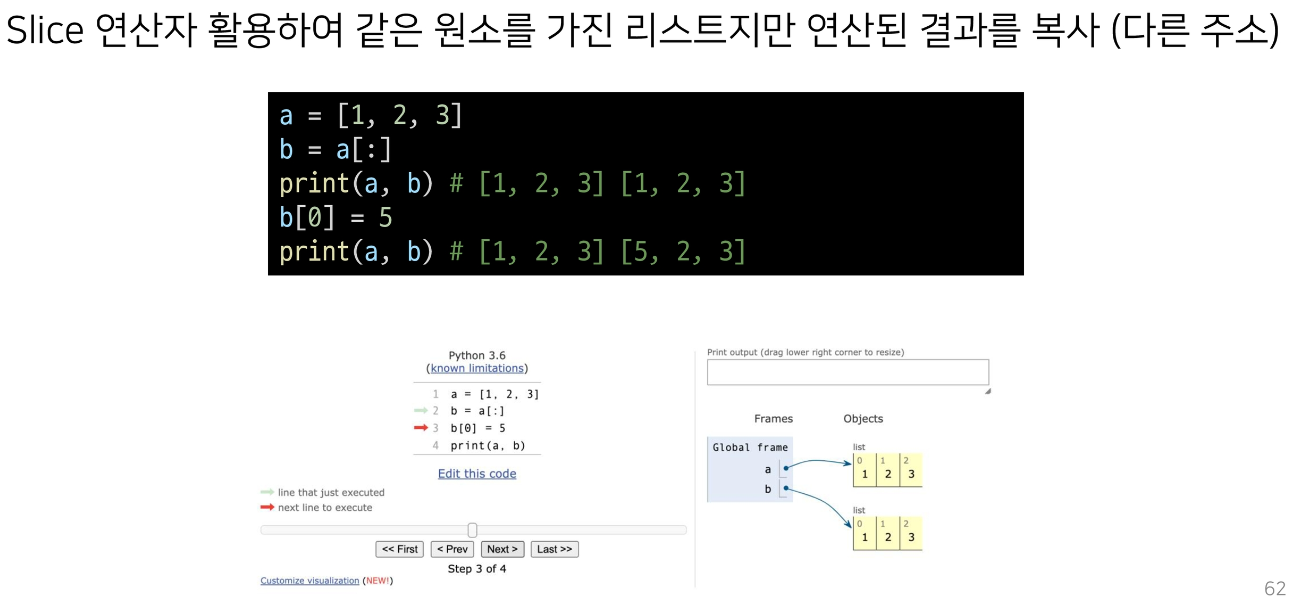 Slice 연산자 활용하여 같은 원소를 가진 리스트지만 연산된 결과를 복사 (다른 주소)
a = [1, 2, 3]
b = a[:]
print(a, b) # [1, 2, 3] [1, 2, 3]
b[0] = 5
print(a, b) # [1, 2, 3] [5, 2, 3]
Python 3.6
(known limitations)
1 a = [1, 2, 3]
2 b = a[:]
3 b[0] = 5
4 print(a, b)
Edit this code
line that just executed
next line to execute
<< First < Prev Next > Last >>
Step 3 of 4
Customize visualization (NEW!)
Print output (drag lower right corner to resize)
Frames Objects
Global frame
a
b
list
0 1 2
1 2 3
list
0 1 2
1 2 3
62